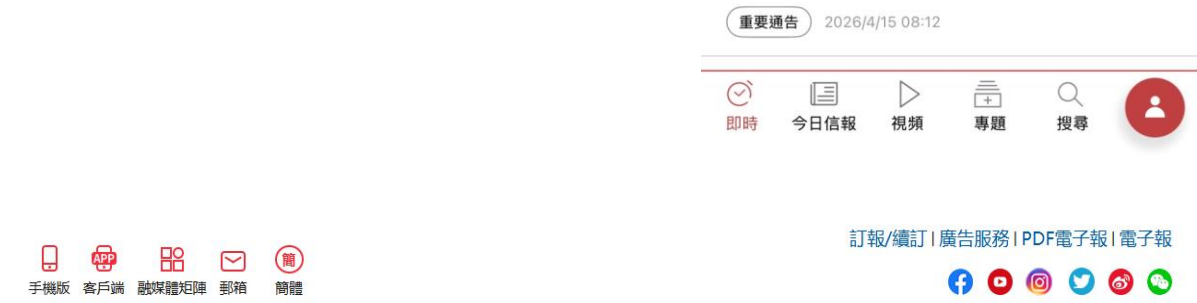 重要通告 2026/4/15 08:12
即時 今日信報 視頻 專題 搜尋
訂報/續訂 | 廣告服務 | PDF電子報 | 電子報
APP 簡
手機版 客戶端 融媒體矩陣 郵箱 簡體